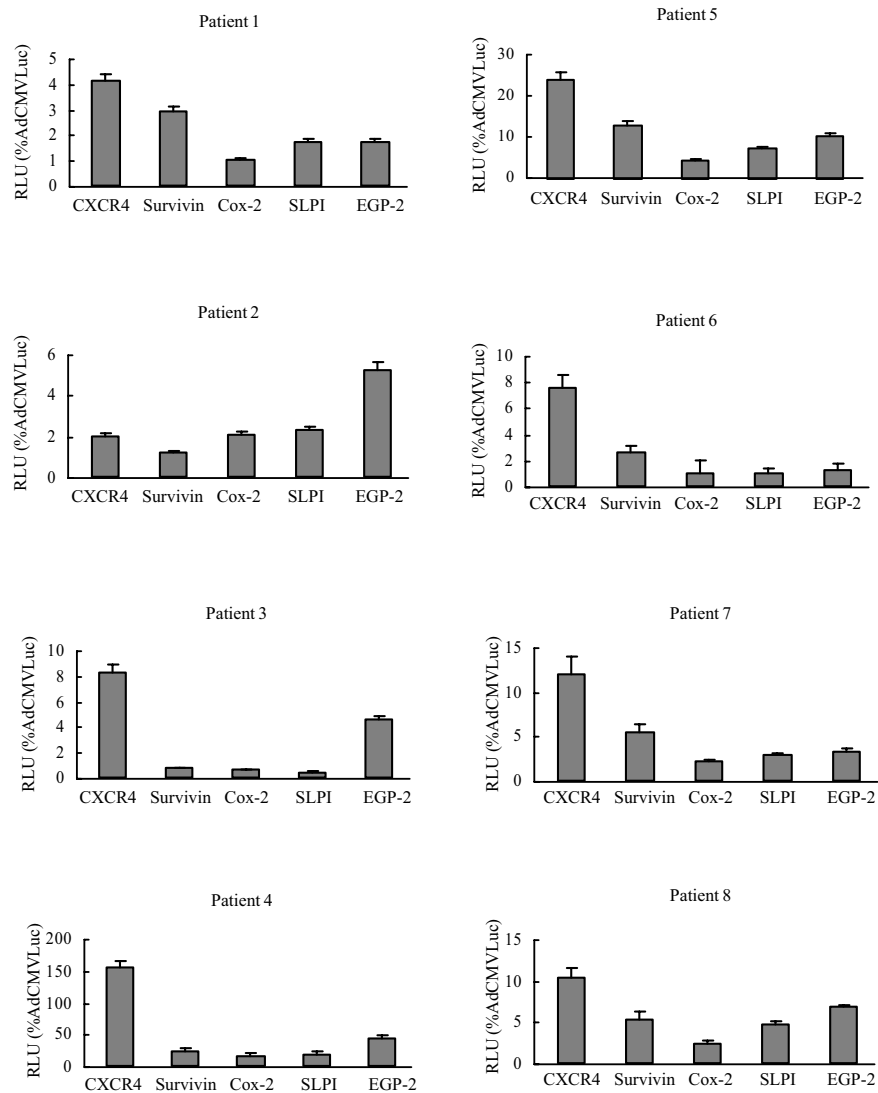 Patient 1
RLU (%AdCMVLuc)
5
4
3
2
1
0
CXCR4 Survivin Cox-2 SLPI EGP-2
Patient 5
RLU (%AdCMVLuc)
30
20
10
0
CXCR4 Survivin Cox-2 SLPI EGP-2
Patient 2
RLU (%AdCMVLuc)
6
4
2
0
CXCR4 Survivin Cox-2 SLPI EGP-2
Patient 6
RLU (%AdCMVLuc)
10
8
6
4
2
0
CXCR4 Survivin Cox-2 SLPI EGP-2
Patient 3
RLU (%AdCMVLuc)
10
8
6
4
2
0
CXCR4 Survivin Cox-2 SLPI EGP-2
Patient 7
RLU (%AdCMVLuc)
15
10
5
0
CXCR4 Survivin Cox-2 SLPI EGP-2
Patient 4
RLU (%AdCMVLuc)
200
150
100
50
0
CXCR4 Survivin Cox-2 SLPI EGP-2
Patient 8
RLU (%AdCMVLuc)
15
10
5
0
CXCR4 Survivin Cox-2 SLPI EGP-2